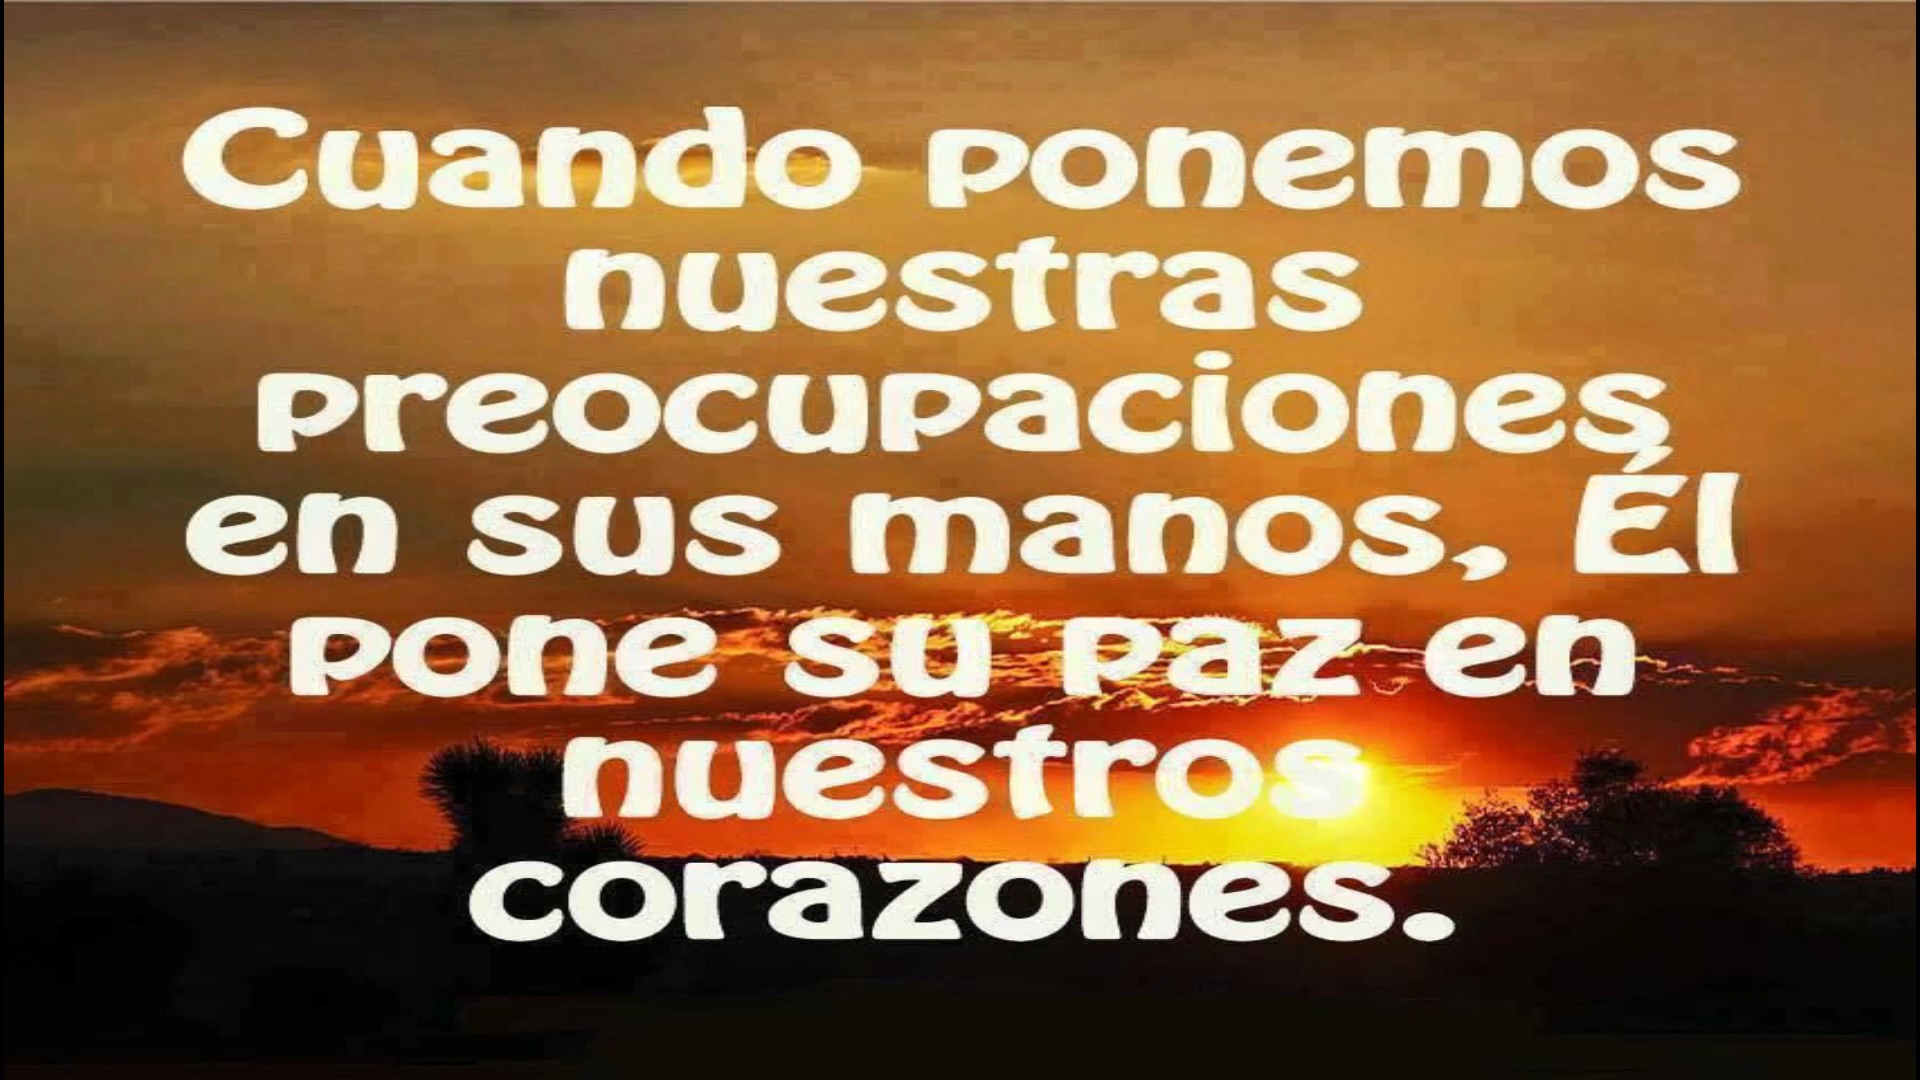 Cuando ponemos
nuestras
preocupaciones
en sus manos, Él
pone su paz en
nuestros
corazones.